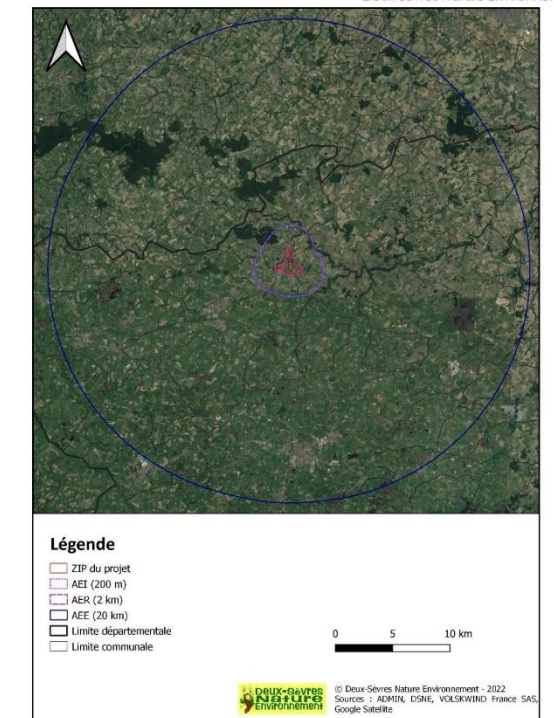 Légende
ZIP du projet
AEI (200 m)
AER (2 km)
AEE (20 km)
Limite départementale
Limite communale
0 5 10 km
DEUX-SÈVRES
NATURE
ENVIRONNEMENT
© Deux-Sèvres Nature Environnement - 2022
Sources : ADMIN, DSNE, VOLSKWIND France SAS,
Google Satellite